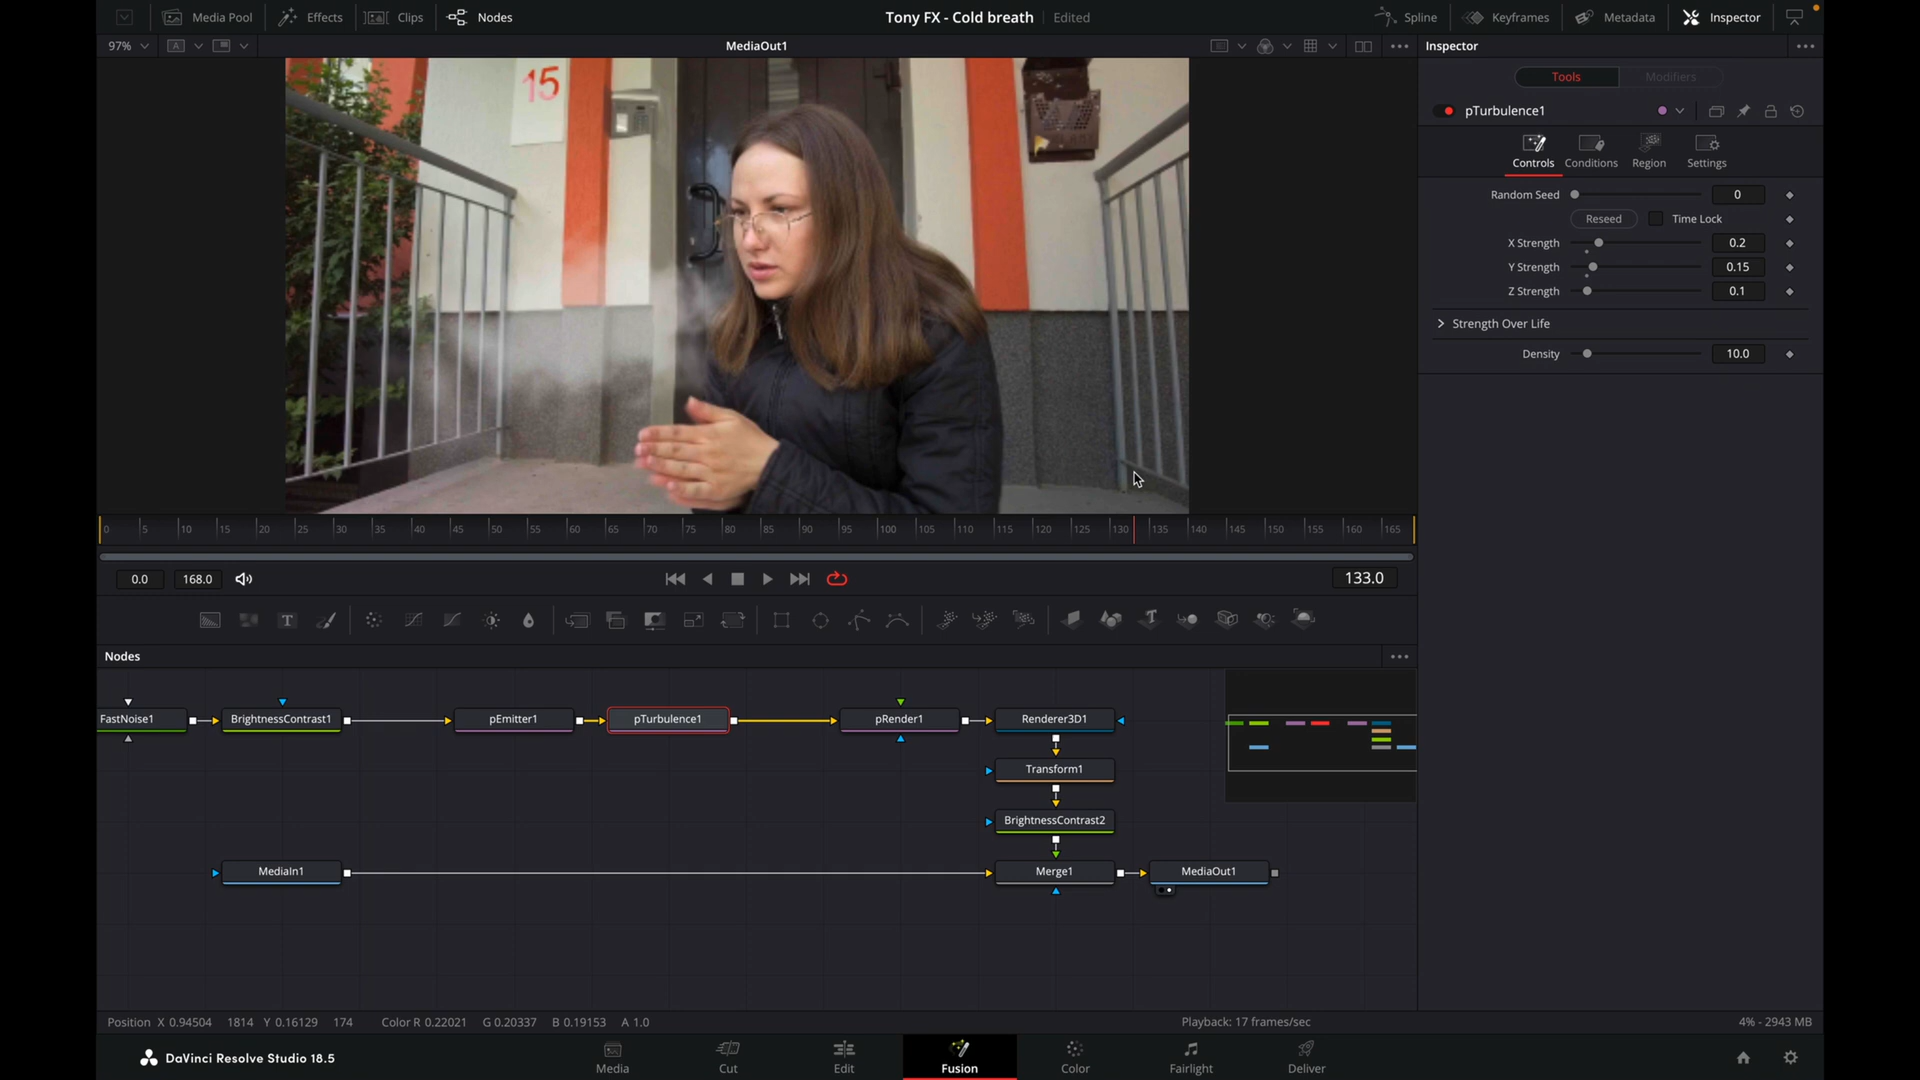 Media Pool
Effects
Clips
Nodes
Tony FX - Cold breath
Edited
Spline
Keyframes
Metadata
Inspector
97%
A
MediaOut1
Inspector
Tools
Modifiers
pTurbulence1
Controls
Conditions
Region
Settings
Random Seed 0
Reseed
Time Lock
X Strength 0.2
Y Strength 0.15
Z Strength 0.1
Strength Over Life
Density 10.0
15
0 5 10 15 20 25 30 35 40 45 50 55 60 65 70 75 80 85 90 95 100 105 110 115 120 125 130 135 140 145 150 155 160 165
0.0
168.0
133.0
T
T
Nodes
FastNoise1
BrightnessContrast1
pEmitter1
pTurbulence1
pRender1
Renderer3D1
Transform1
BrightnessContrast2
MediaIn1
Merge1
MediaOut1
Position X 0.94504 1814 Y 0.16129 174 Color R 0.22021 G 0.20337 B 0.19153 A 1.0
Playback: 17 frames/sec
4% - 2943 MB
DaVinci Resolve Studio 18.5
Media
Cut
Edit
Fusion
Color
Fairlight
Deliver